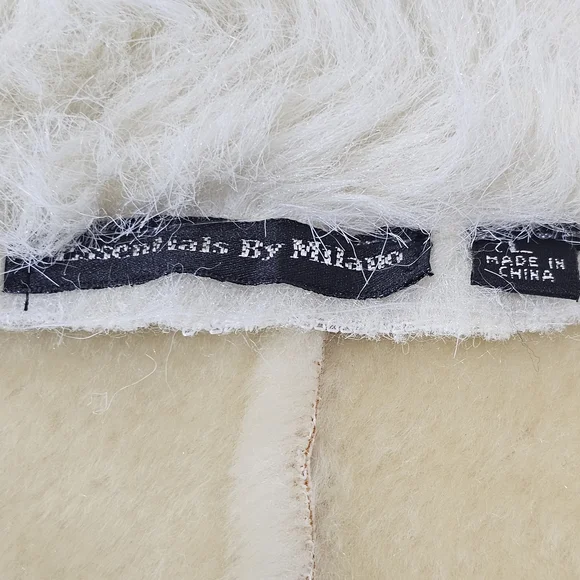 Essentials By Milano
L
MADE IN
CHINA